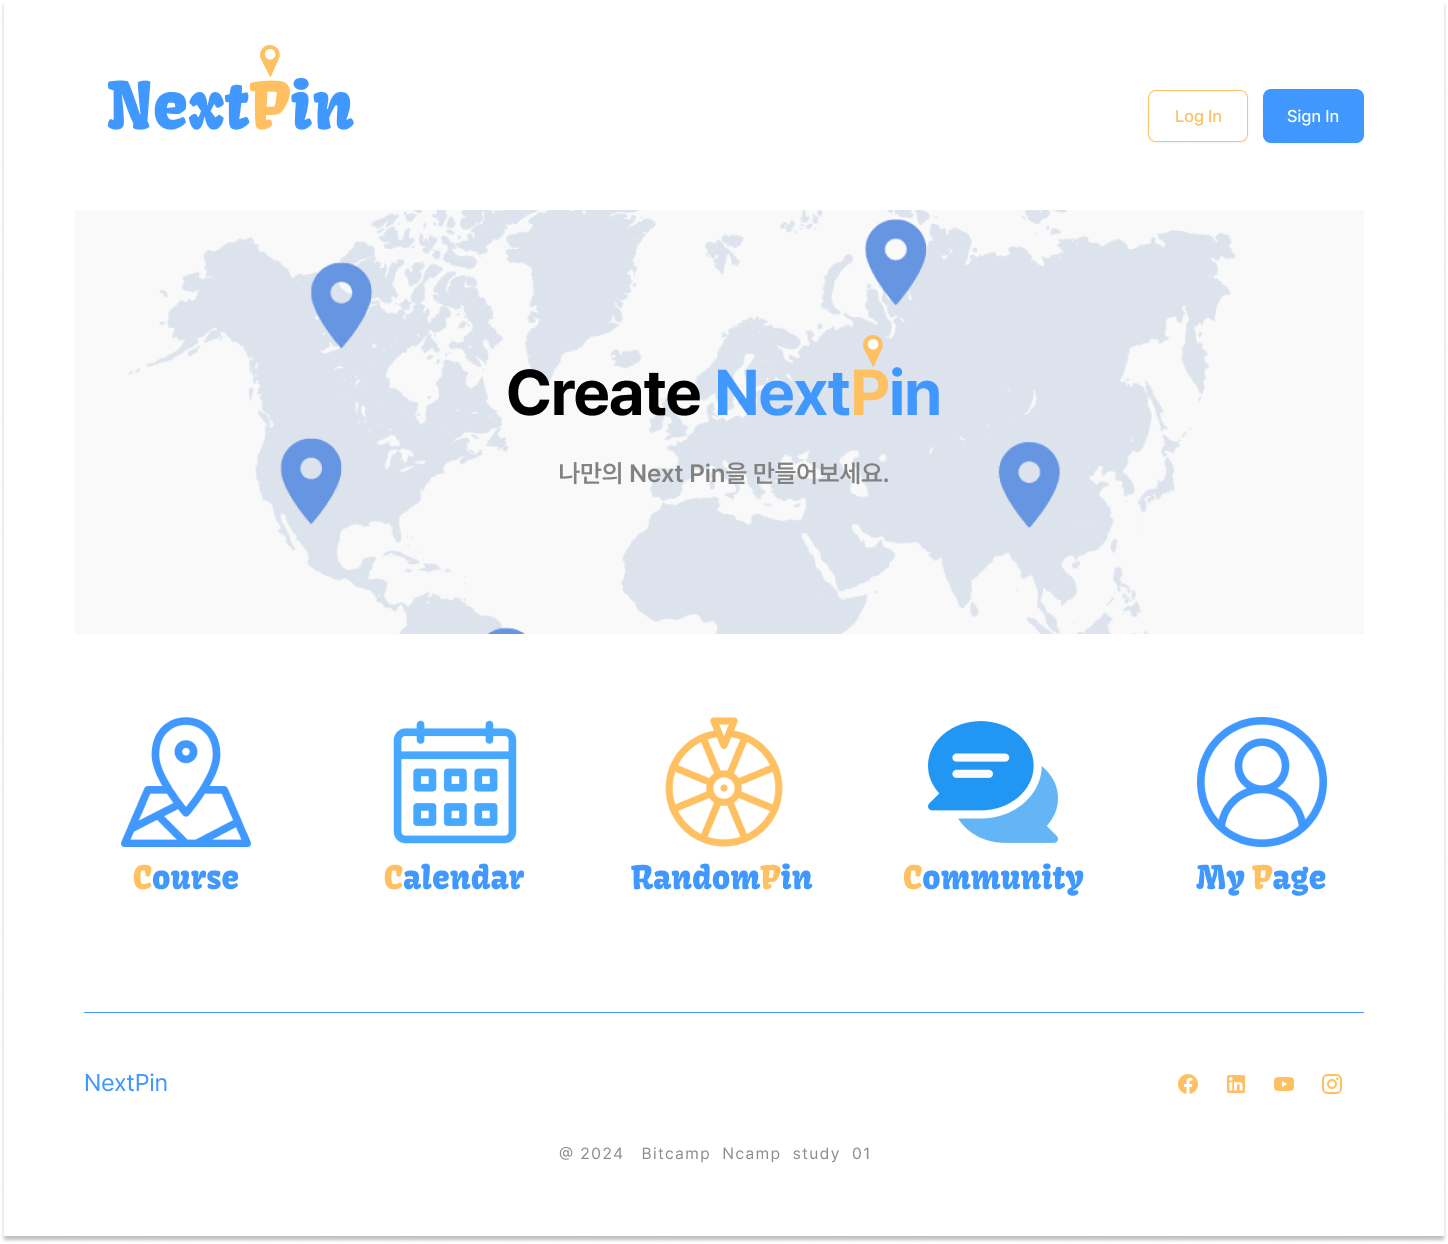 NextPin
Log In
Sign In
Create NextPin
나만의 Next Pin을 만들어보세요.
Course
Calendar
RandomPin
Community
My Page
NextPin
@ 2024 Bitcamp Ncamp study 01